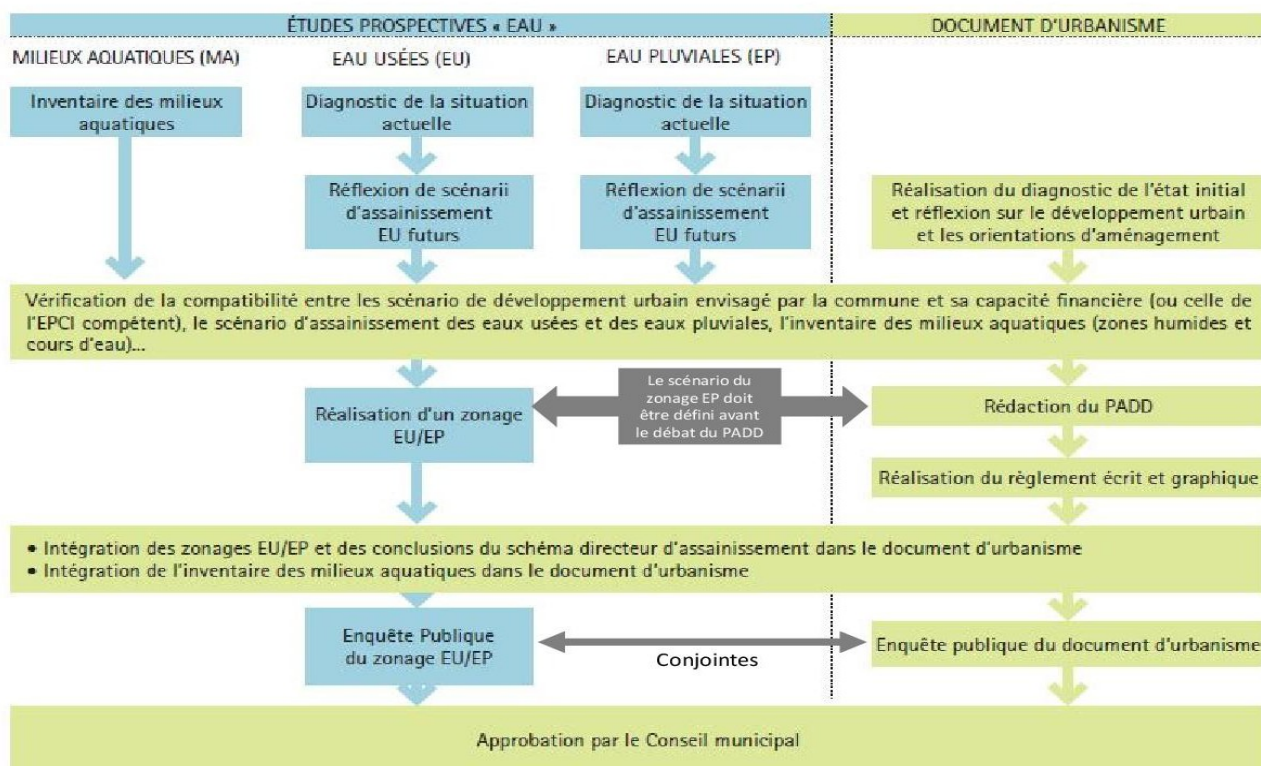 ÉTUDES PROSPECTIVES « EAU »
DOCUMENT D'URBANISME
MILIEUX AQUATIQUES (MA)
EAU USÉES (EU)
EAU PLUVIALES (EP)
Inventaire des milieux
aquatiques
Diagnostic de la situation
actuelle
Diagnostic de la situation
actuelle
Réflexion de scénarii
d'assainissement
EU futurs
Réflexion de scénarii
d'assainissement
EU futurs
Réalisation du diagnostic de l'état initial
et réflexion sur le développement urbain
et les orientations d'aménagement
Vérification de la compatibilité entre les scénario de développement urbain envisagé par la commune et sa capacité financière (ou celle de
l'EPCI compétent), le scénario d'assainissement des eaux usées et des eaux pluviales, l'inventaire des milieux aquatiques (zones humides et
cours d'eau)...
Réalisation d'un zonage
EU/EP
Le scénario du
zonage EP doit
être défini avant
le débat du PADD
Rédaction du PADD
Réalisation du règlement écrit et graphique
• Intégration des zonages EU/EP et des conclusions du schéma directeur d'assainissement dans le document d'urbanisme
• Intégration de l'inventaire des milieux aquatiques dans le document d'urbanisme
Enquête Publique
du zonage EU/EP
Conjointes
Enquête publique du document d'urbanisme
Approbation par le Conseil municipal